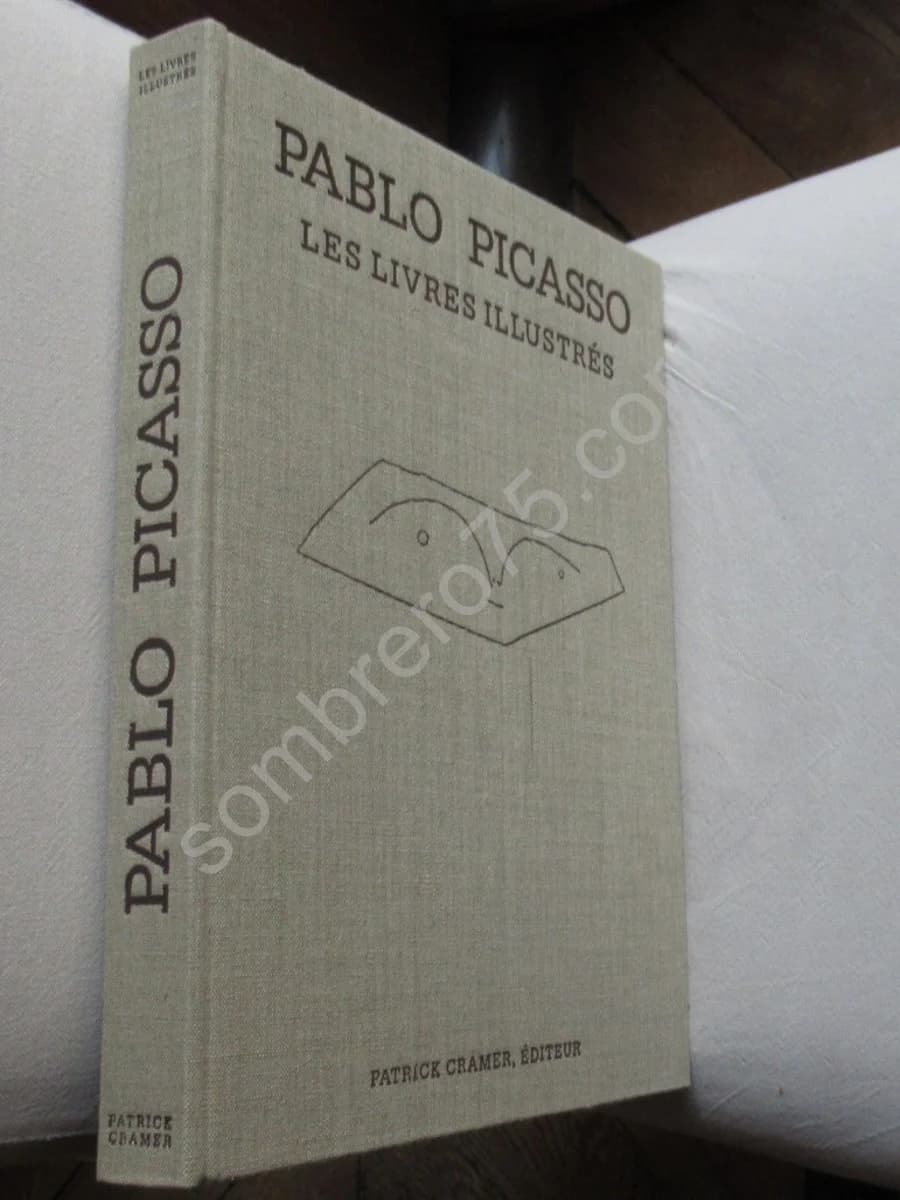 LES LIVRES
ILLUSTRÉS
PABLO PICASSO
PATRICK
CRAMER
PABLO PICASSO
LES LIVRES ILLUSTRÉS
PATRICK CRAMER, ÉDITEUR
sombrero75.com